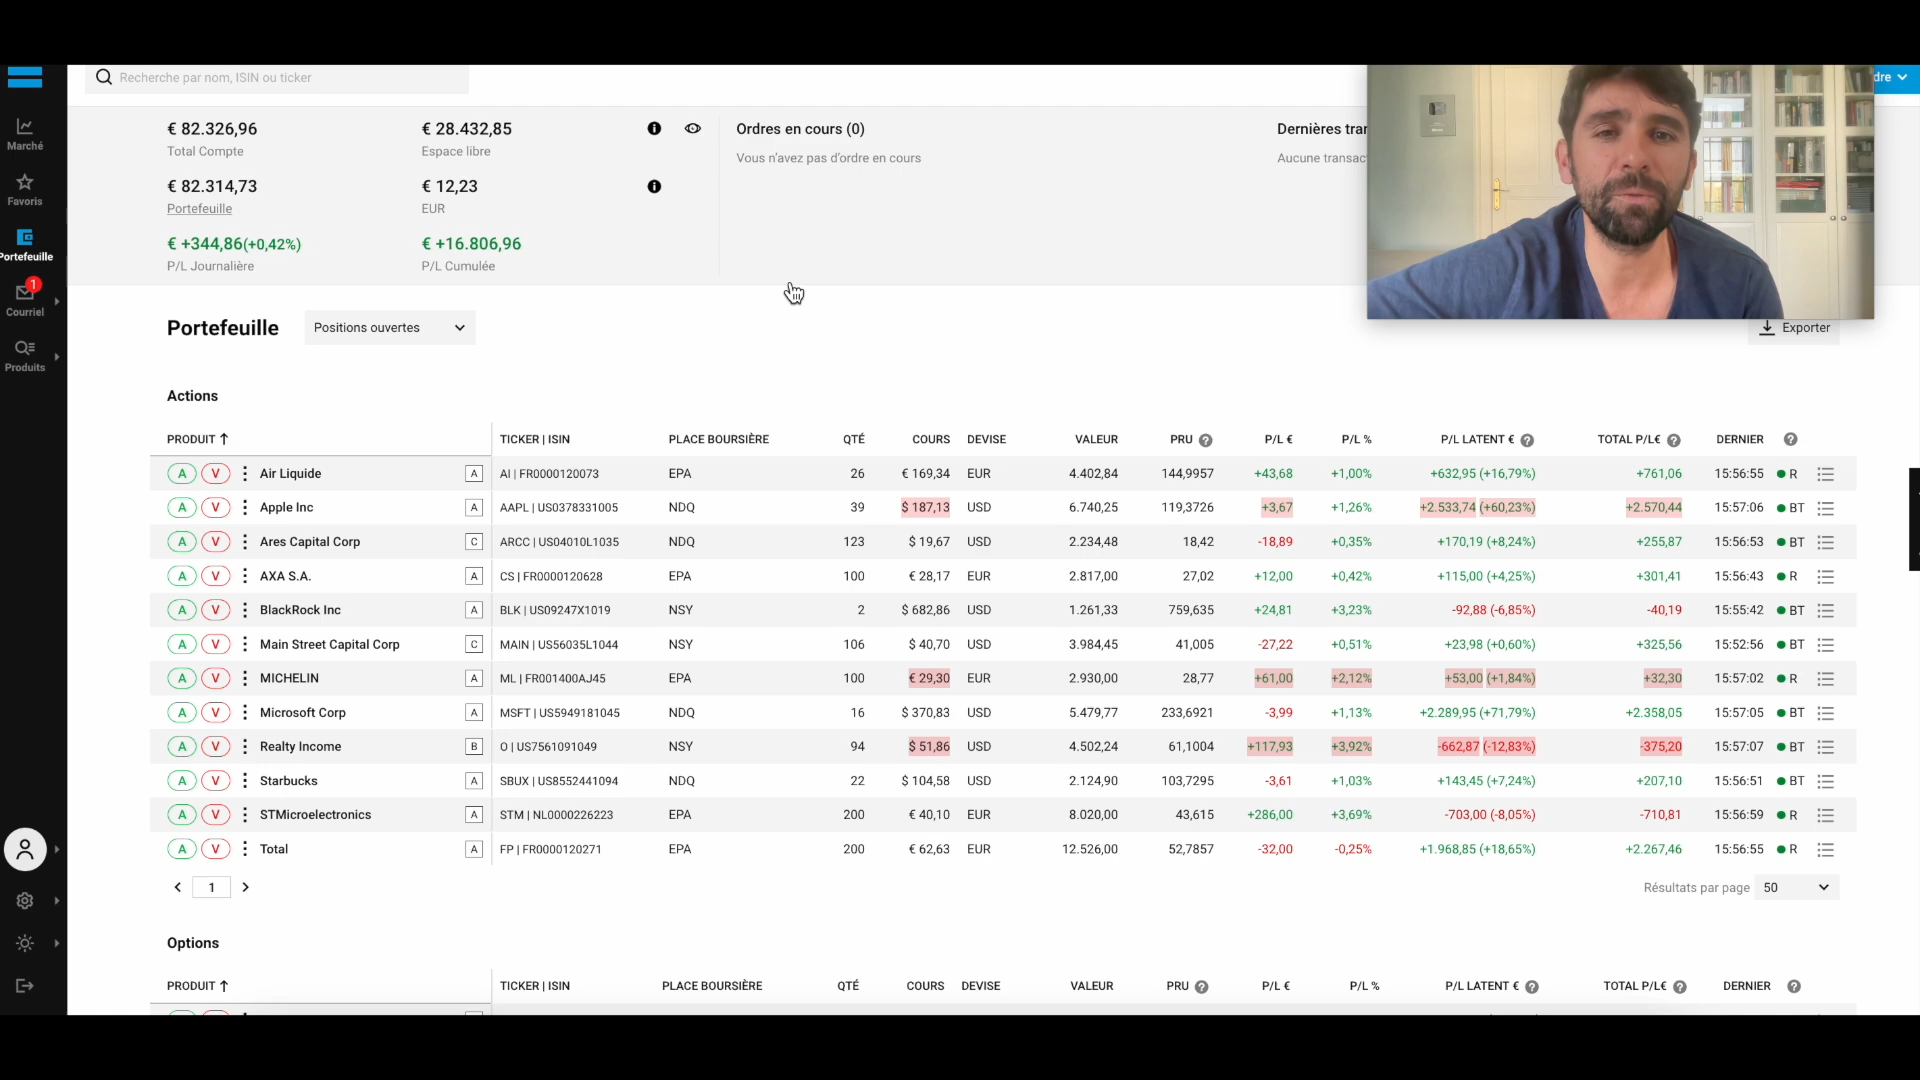 Recherche par nom, ISIN ou ticker
dre
Marché
Favoris
Portefeuille
1
Courriel
Produits
€ 82.326,96
Total Compte
€ 28.432,85
Espace libre
€ 82.314,73
Portefeuille
€ 12,23
EUR
€ +344,86(+0,42%)
P/L Journalière
€ +16.806,96
P/L Cumulée
Ordres en cours (0)
Vous n'avez pas d'ordre en cours
Dernières tra
Aucune transac
Portefeuille
Positions ouvertes
Exporter
Actions
PRODUIT TICKER | ISIN PLACE BOURSIÈRE QTÉ COURS DEVISE VALEUR PRU P/L € P/L % P/L LATENT € TOTAL P/L€ DERNIER
A V Air Liquide A AI | FR0000120073 EPA 26 € 169,34 EUR 4.402,84 144,9957 +43,68 +1,00% +632,95 (+16,79%) +761,06 15:56:55 R
A V Apple Inc A AAPL | US0378331005 NDQ 39 $ 187,13 USD 6.740,25 119,3726 +3,67 +1,26% +2.533,74 (+60,23%) +2.570,44 15:57:06 BT
A V Ares Capital Corp C ARCC | US04010L1035 NDQ 123 $ 19,67 USD 2.234,48 18,42 -18,89 +0,35% +170,19 (+8,24%) +255,87 15:56:53 BT
A V AXA S.A. A CS | FR0000120628 EPA 100 € 28,17 EUR 2.817,00 27,02 +12,00 +0,42% +115,00 (+4,25%) +301,41 15:56:43 R
A V BlackRock Inc A BLK | US09247X1019 NSY 2 $ 682,86 USD 1.261,33 759,635 +24,81 +3,23% -92,88 (-6,85%) -40,19 15:55:42 BT
A V Main Street Capital Corp C MAIN | US56035L1044 NSY 106 $ 40,70 USD 3.984,45 41,005 -27,22 +0,51% +23,98 (+0,60%) +325,56 15:52:56 BT
A V MICHELIN A ML | FR001400AJ45 EPA 100 € 29,30 EUR 2.930,00 28,77 +61,00 +2,12% +53,00 (+1,84%) +32,30 15:57:02 R
A V Microsoft Corp A MSFT | US5949181045 NDQ 16 $ 370,83 USD 5.479,77 233,6921 -3,99 +1,13% +2.289,95 (+71,79%) +2.358,05 15:57:05 BT
A V Realty Income B O | US7561091049 NSY 94 $ 51,86 USD 4.502,24 61,1004 +117,93 +3,92% -662,87 (-12,83%) -375,20 15:57:07 BT
A V Starbucks A SBUX | US8552441094 NDQ 22 $ 104,58 USD 2.124,90 103,7295 -3,61 +1,03% +143,45 (+7,24%) +207,10 15:56:51 BT
A V STMicroelectronics A STM | NL0000226223 EPA 200 € 40,10 EUR 8.020,00 43,615 +286,00 +3,69% -703,00 (-8,05%) -710,81 15:56:59 R
A V Total A FP | FR0000120271 EPA 200 € 62,63 EUR 12.526,00 52,7857 -32,00 -0,25% +1.968,85 (+18,65%) +2.267,46 15:56:55 R
1
Résultats par page 50
Options
PRODUIT TICKER | ISIN PLACE BOURSIÈRE QTÉ COURS DEVISE VALEUR PRU P/L € P/L % P/L LATENT € TOTAL P/L€ DERNIER